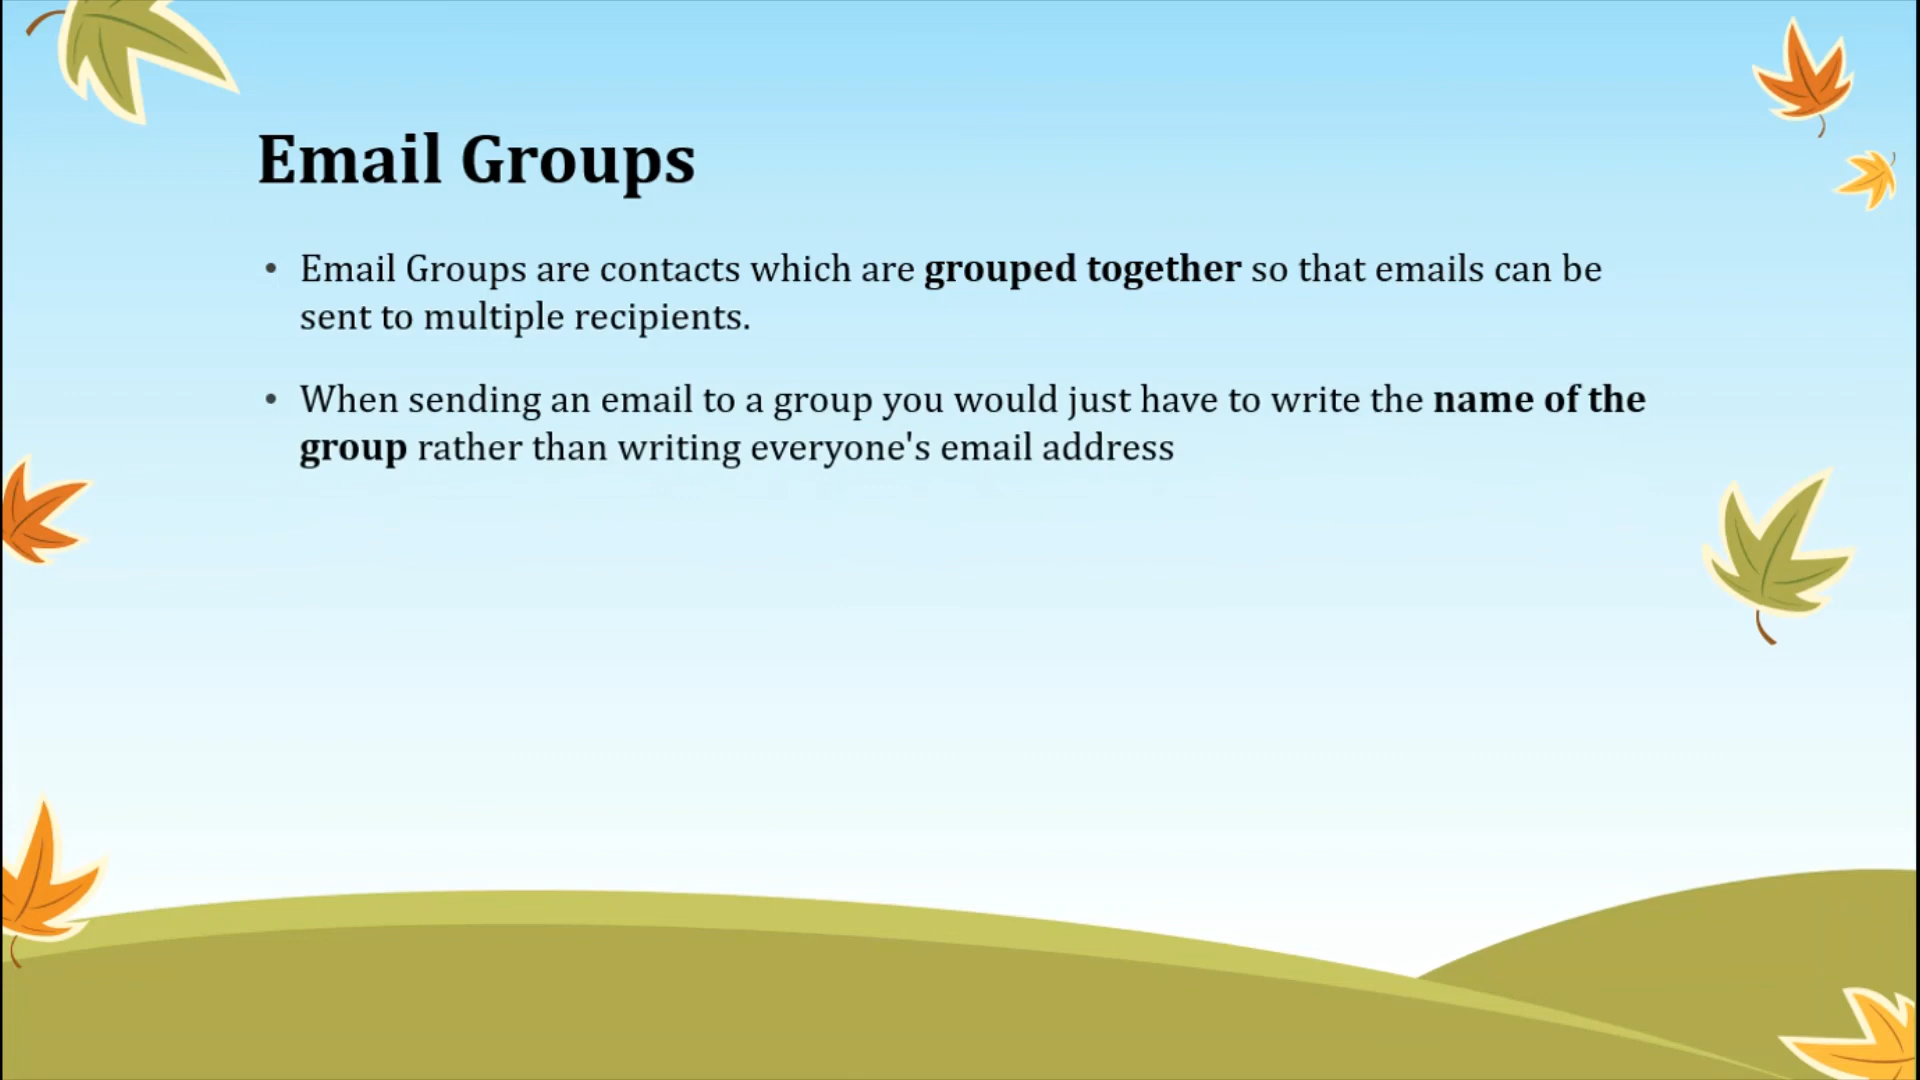 Email Groups
• Email Groups are contacts which are grouped together so that emails can be
sent to multiple recipients.
• When sending an email to a group you would just have to write the name of the
group rather than writing everyone's email address